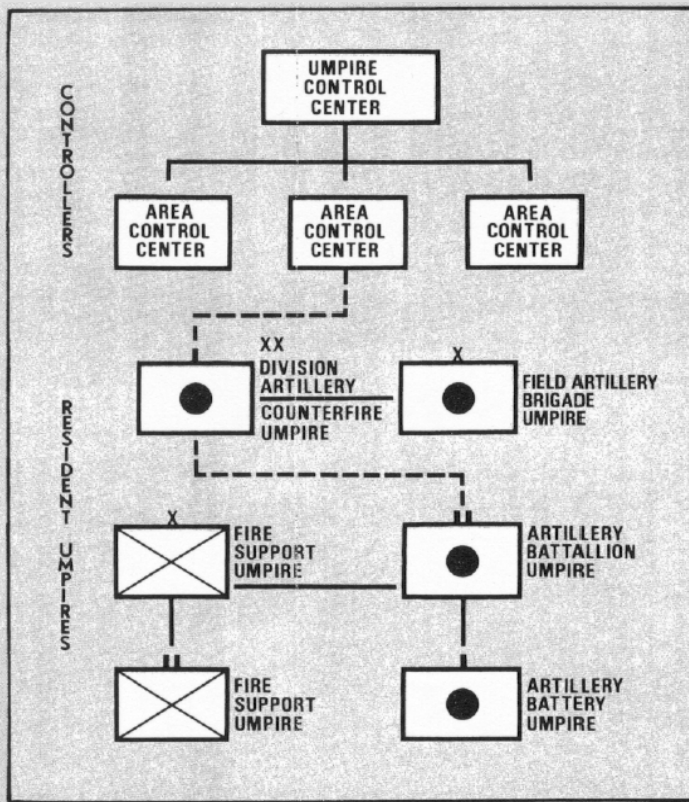 UMPIRE
CONTROL
CENTER
CONTROLLERS
AREA
CONTROL
CENTER
AREA
CONTROL
CENTER
AREA
CONTROL
CENTER
XX
DIVISION
ARTILLERY
COUNTERFIRE
UMPIRE
X
FIELD ARTILLERY
BRIGADE
UMPIRE
RESIDENT UMPIRES
X
FIRE
SUPPORT
UMPIRE
ARTILLERY
BATTALLION
UMPIRE
FIRE
SUPPORT
UMPIRE
ARTILLERY
BATTERY
UMPIRE